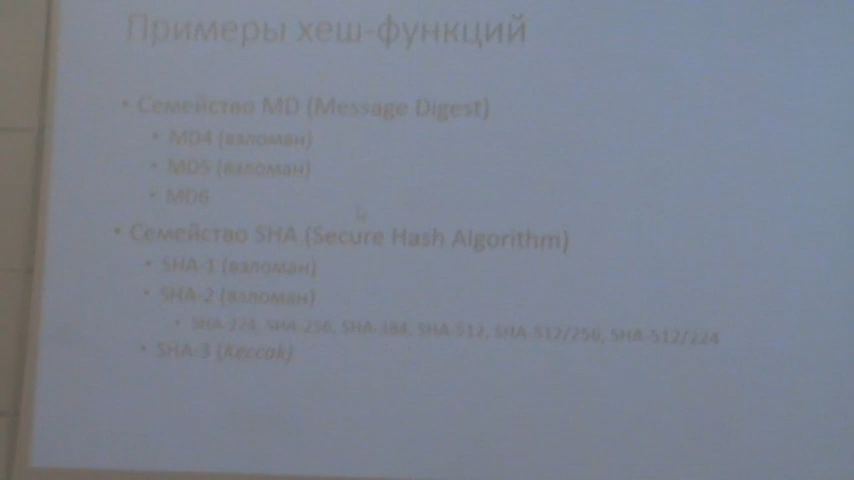 Примеры хеш-функций
• Семейство MD (Message Digest)
• MD4 (взломан)
• MD5 (взломан)
• MD6
• Семейство SHA (Secure Hash Algorithm)
• SHA-1 (взломан)
• SHA-2 (взломан)
• SHA-224, SHA-256, SHA-384, SHA-512, SHA-512/256, SHA-512/224
• SHA-3 (Keccak)